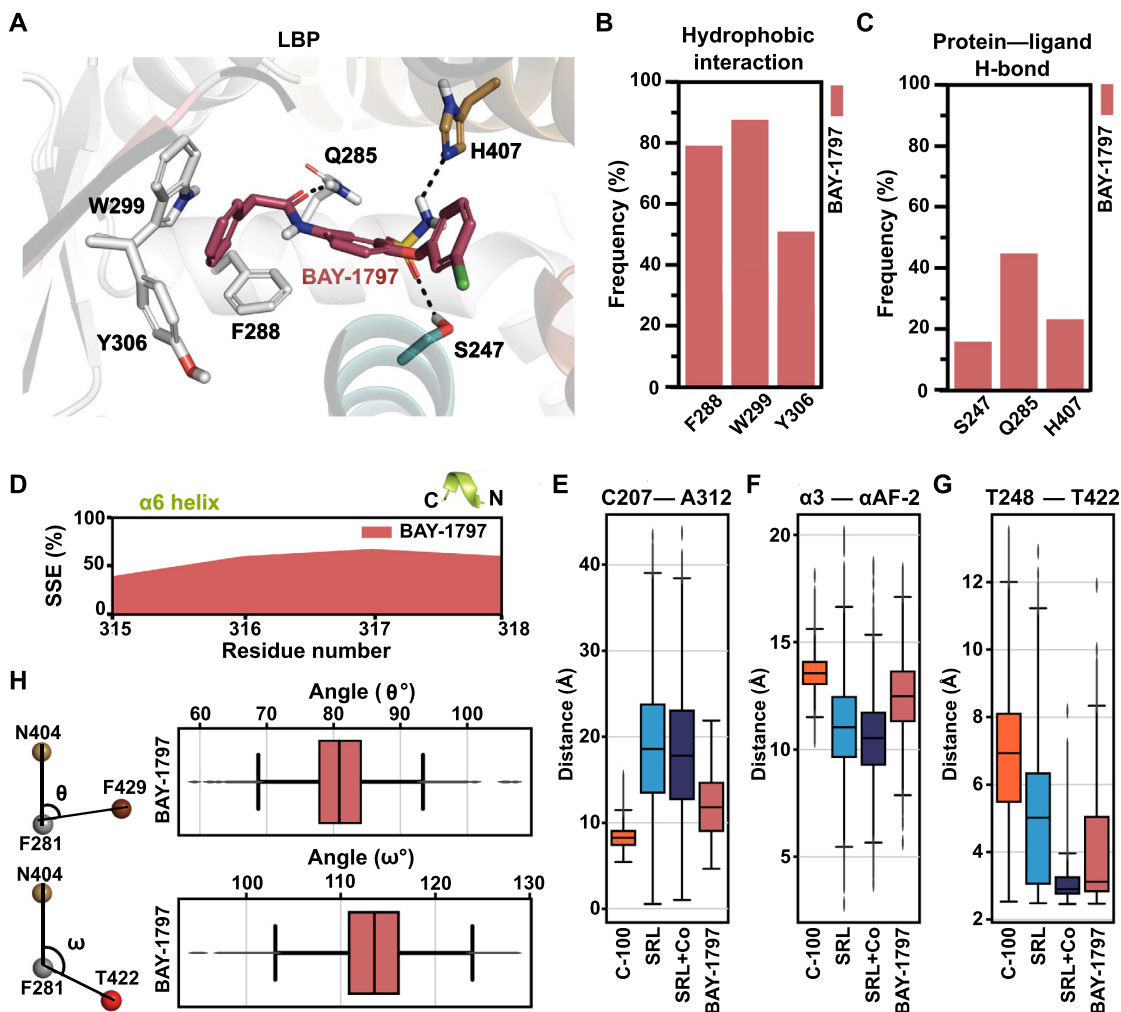 A
LBP
Q285
H407
W299
BAY-1797
F288
Y306
S247
B
Hydrophobic
interaction
Frequency (%)
100
80
60
40
20
0
F288
W299
Y306
BAY-1797
C
Protein—ligand
H-bond
Frequency (%)
100
80
60
40
20
0
S247
Q285
H407
BAY-1797
D
α6 helix
C
N
SSE (%)
100
50
0
BAY-1797
315
316
317
318
Residue number
E
C207— A312
Distance (Å)
40
30
20
10
0
C-100
SRL
SRL+Co
BAY-1797
F
α3 — αAF-2
Distance (Å)
20
15
10
5
C-100
SRL
SRL+Co
BAY-1797
G
T248 — T422
Distance (Å)
12
10
8
6
4
2
C-100
SRL
SRL+Co
BAY-1797
H
N404
θ
F429
F281
Angle (θ°)
60 70 80 90 100
BAY-1797
N404
ω
F281
T422
Angle (ω°)
100 110 120 130
BAY-1797